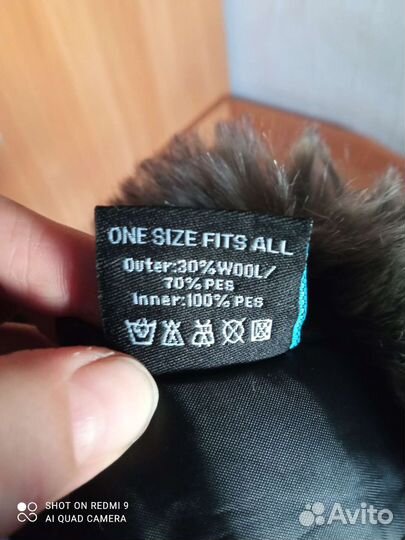 ONE SIZE FITS ALL
Outer:30%WOOL/
70%PES
Inner:100%PES
SHOT ON REDMI 9
AI QUAD CAMERA
Avito